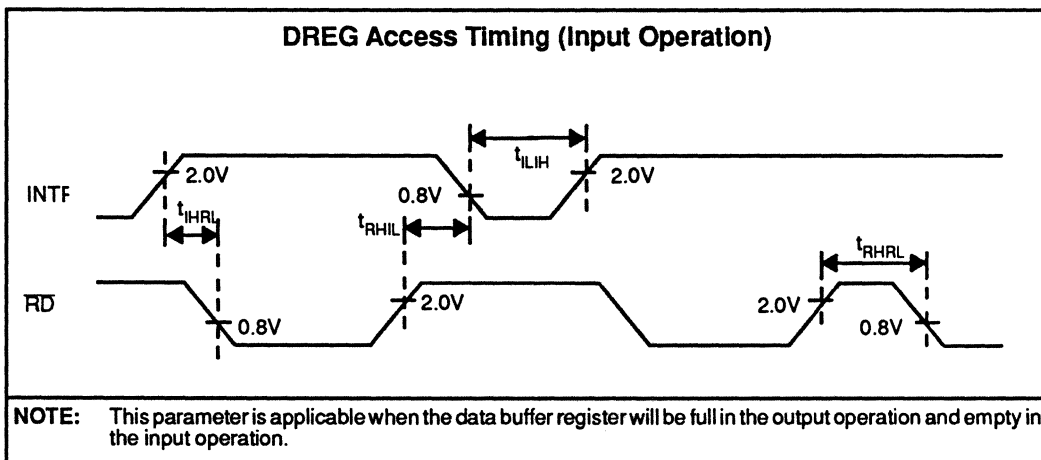 DREG Access Timing (Input Operation)
tILIH
2.0V
0.8V
2.0V
INTF
tIHRL
tRHIL
tRHRL
RD
0.8V
2.0V
2.0V
0.8V
NOTE: This parameter is applicable when the data buffer register will be full in the output operation and empty in
the input operation.